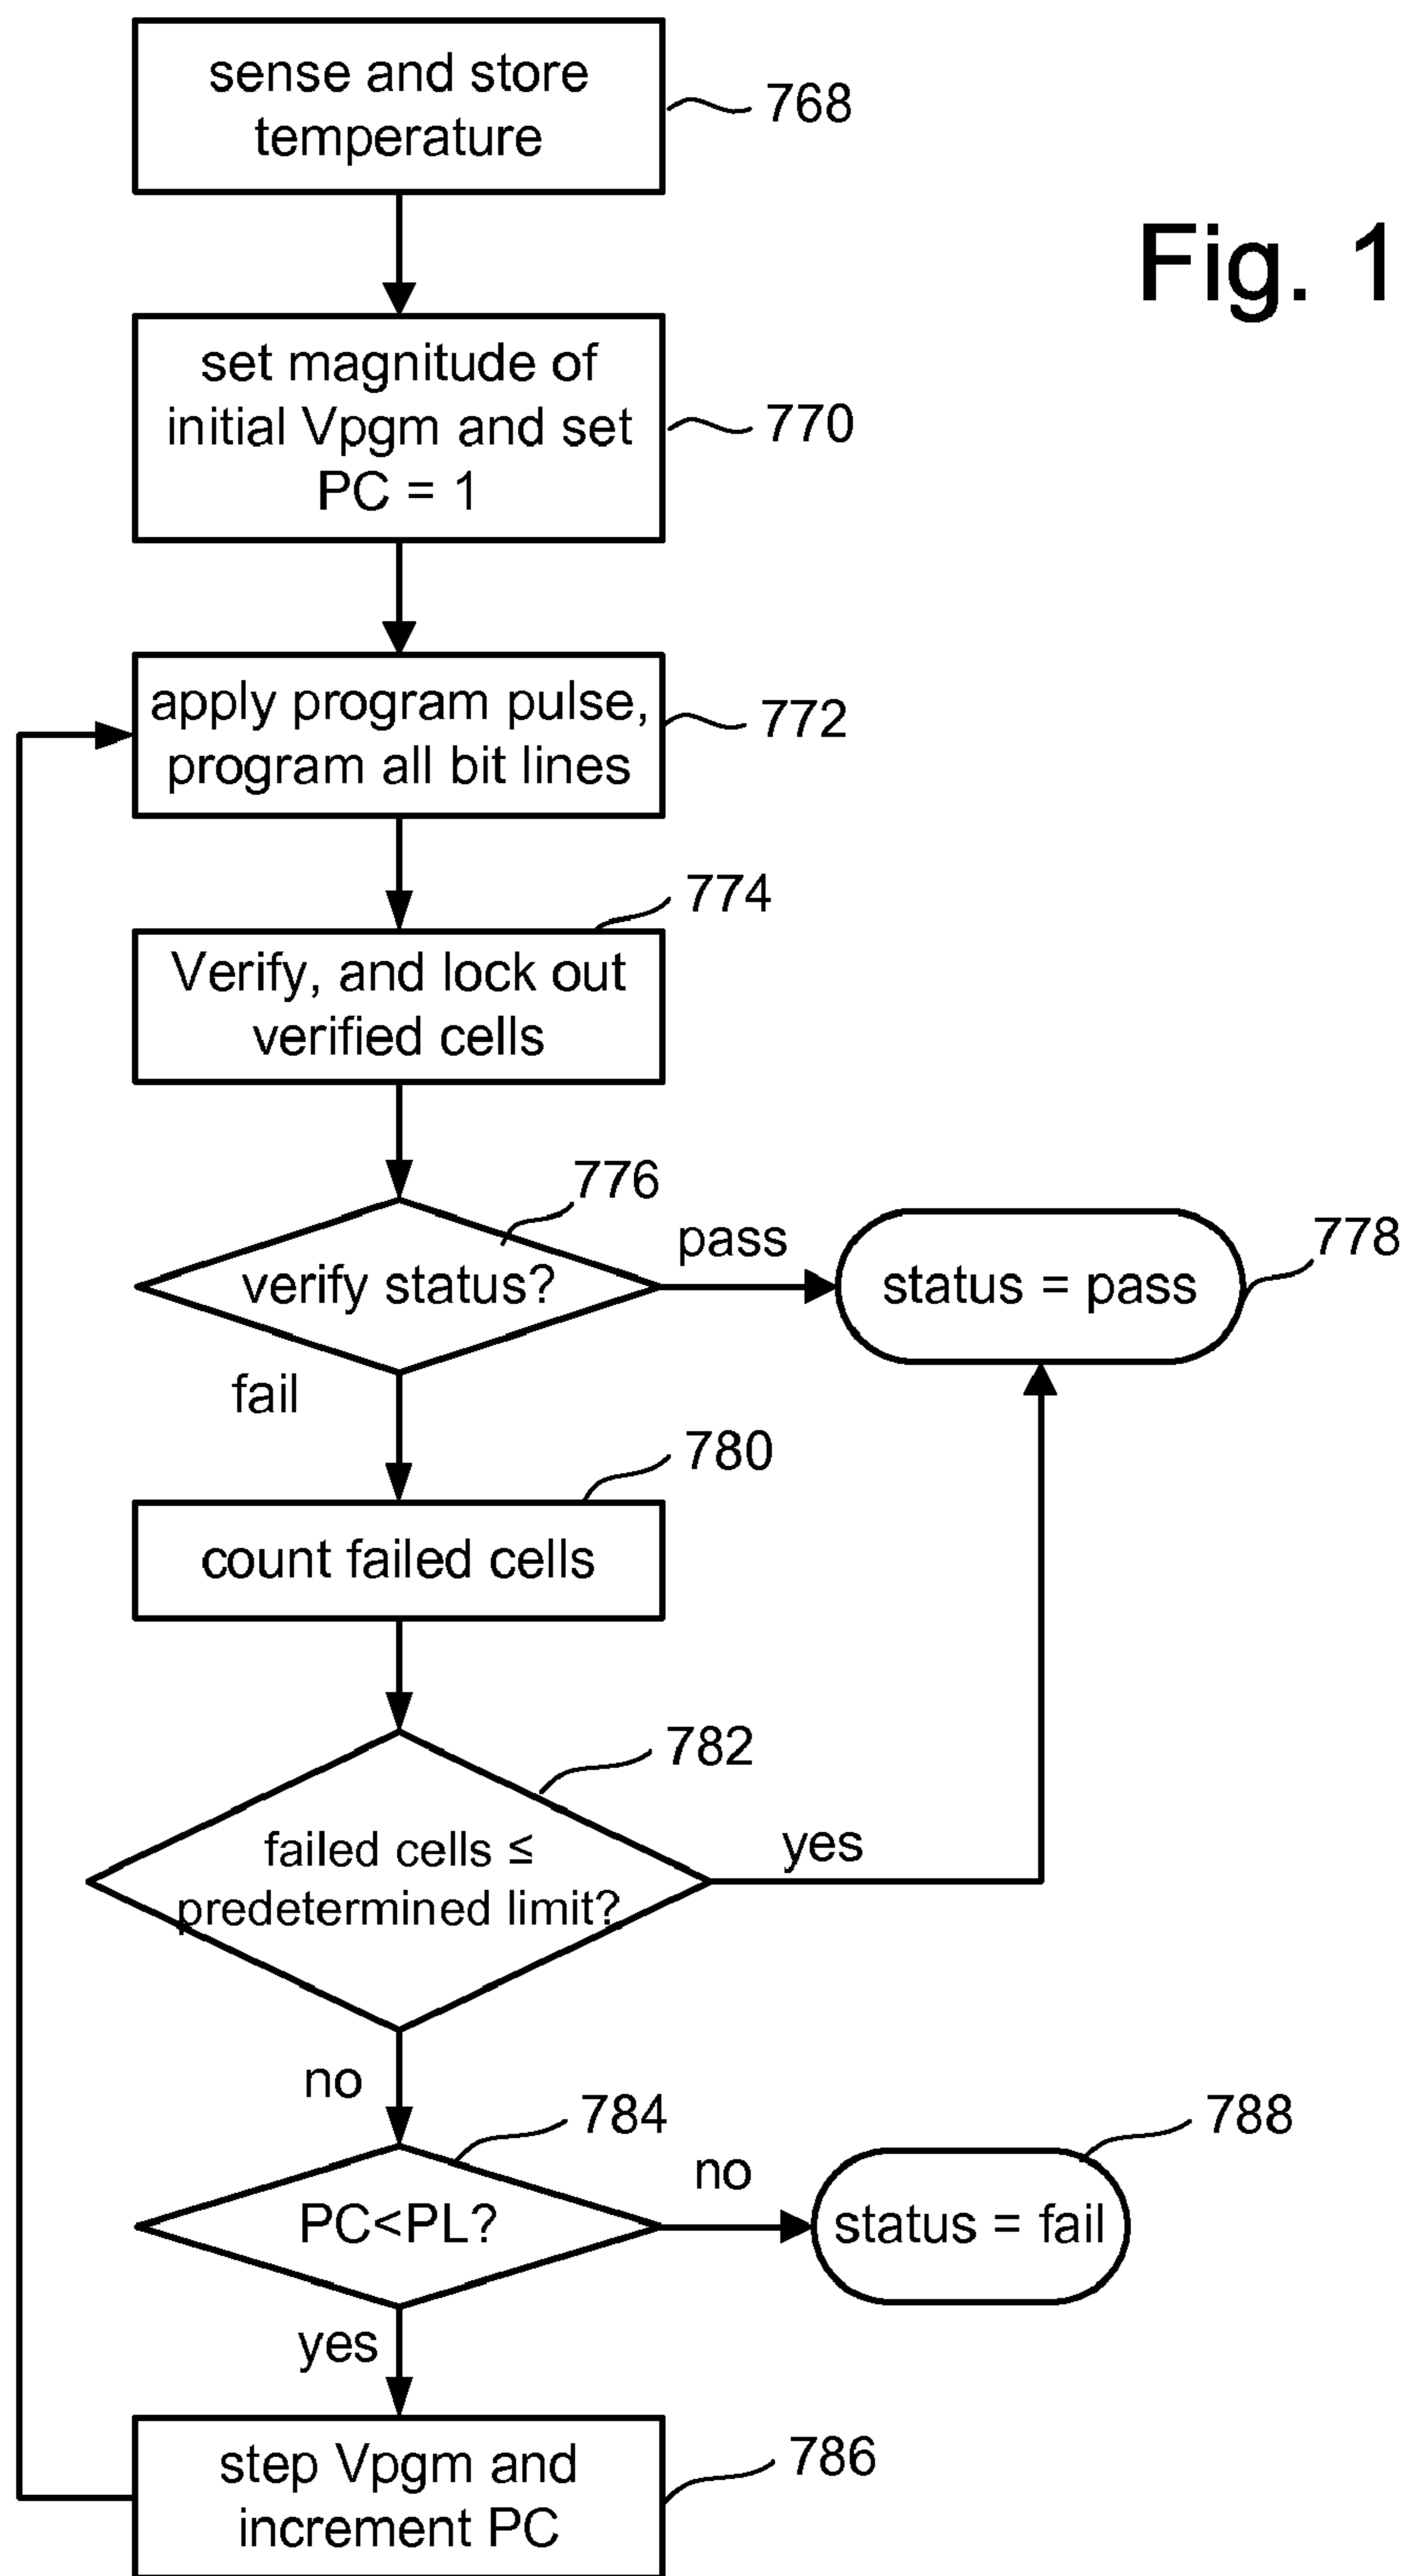 sense and store
temperature
768
Fig. 1
set magnitude of
initial Vpgm and set
PC = 1
770
apply program pulse,
program all bit lines
772
774
Verify, and lock out
verified cells
776
verify status?
pass
status = pass
778
fail
780
count failed cells
782
failed cells ≤
predetermined limit?
yes
no
784
PC<PL?
no
788
status = fail
yes
step Vpgm and
increment PC
786